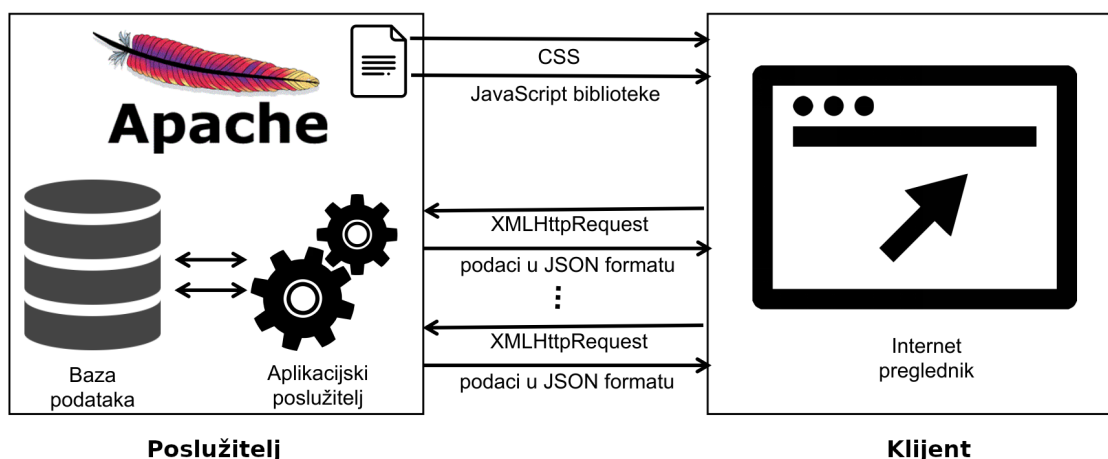 Apache
CSS
JavaScript biblioteke
XMLHttpRequest
podaci u JSON formatu
⋮
XMLHttpRequest
podaci u JSON formatu
Baza
podataka
Aplikacijski
poslužitelj
Internet
preglednik
Poslužitelj
Klijent